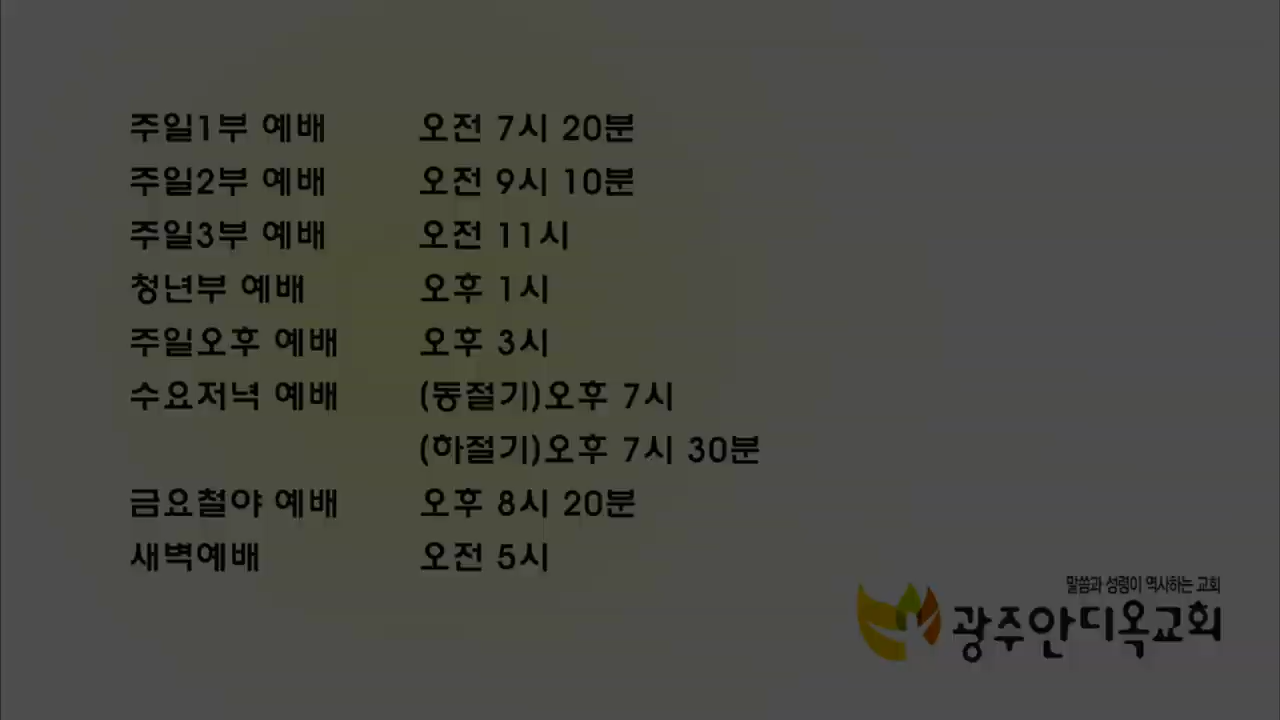 주일1부 예배 오전 7시 20분
주일2부 예배 오전 9시 10분
주일3부 예배 오전 11시
청년부 예배 오후 1시
주일오후 예배 오후 3시
수요저녁 예배 (동절기)오후 7시
(하절기)오후 7시 30분
금요철야 예배 오후 8시 20분
새벽예배 오전 5시
말씀과 성령이 역사하는 교회
광주안디옥교회